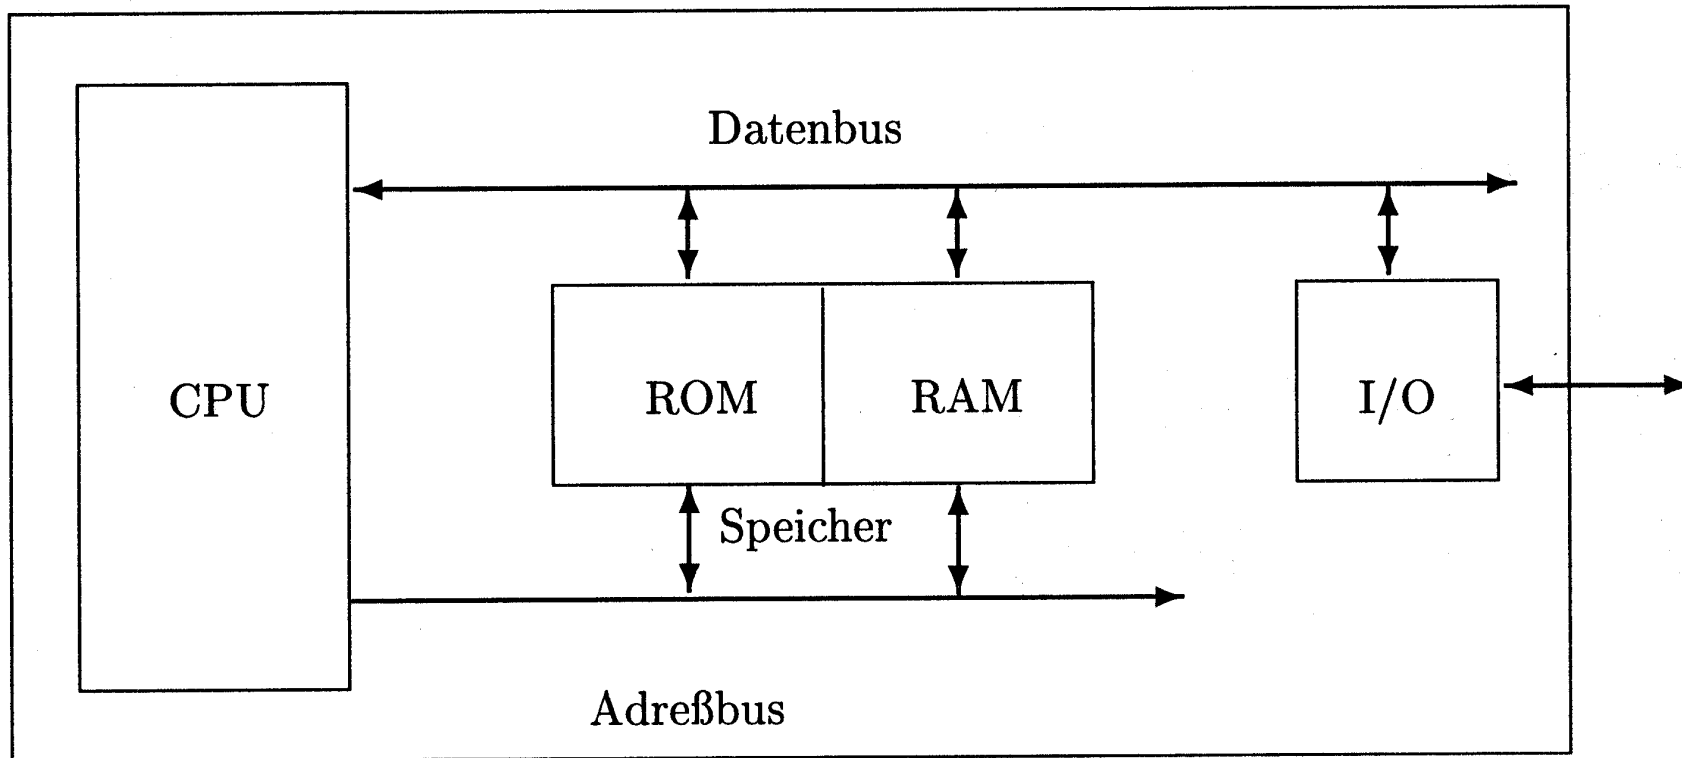 Datenbus
CPU
ROM
RAM
I/O
Speicher
Adreßbus